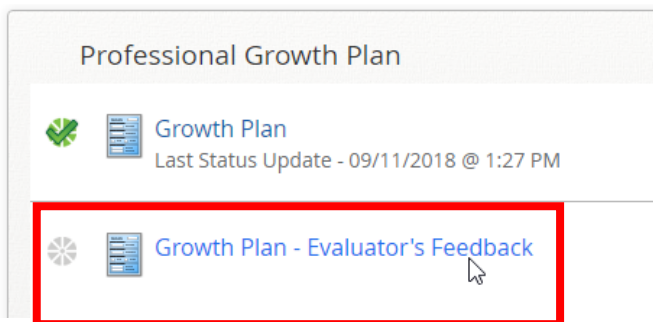 Professional Growth Plan
Growth Plan
Last Status Update - 09/11/2018 @ 1:27 PM
Growth Plan - Evaluator's Feedback